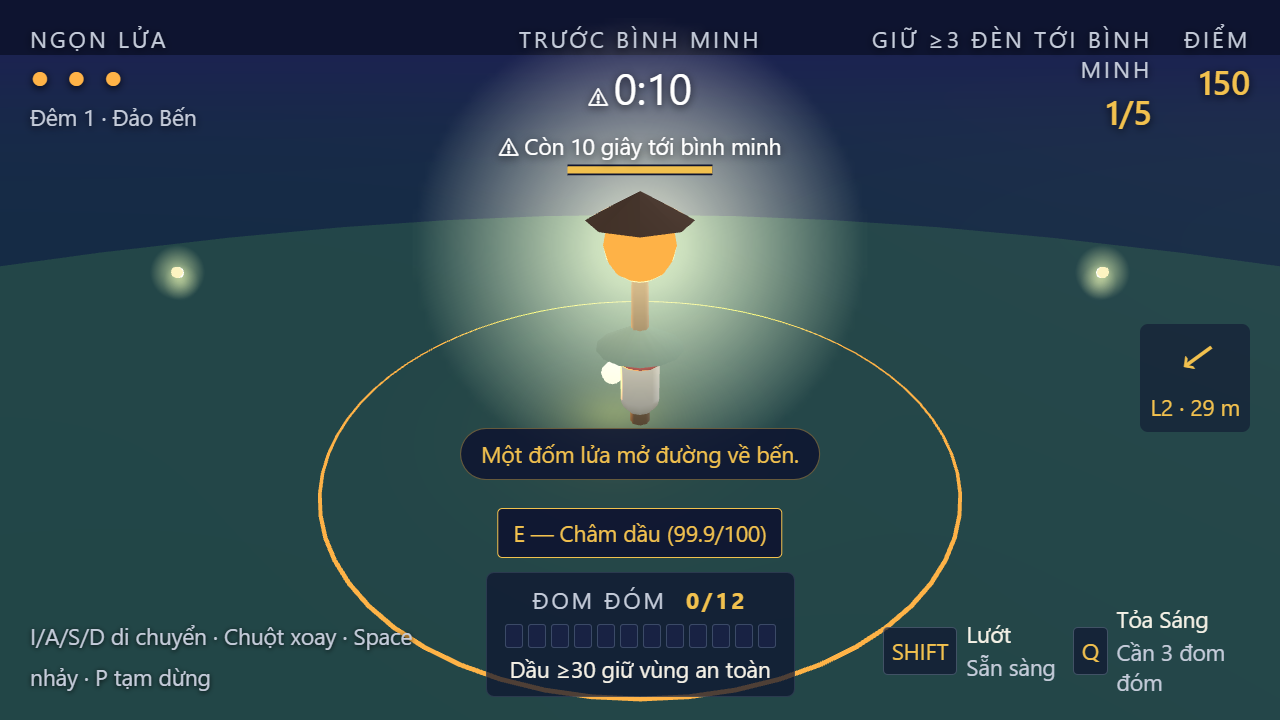 NGỌN LỬA
Đêm 1 · Đảo Bến
TRƯỚC BÌNH MINH
⚠0:10
⚠ Còn 10 giây tới bình minh
GIỮ ≥3 ĐÈN TỚI BÌNH
MINH
1/5
ĐIỂM
150
L2 · 29 m
Một đốm lửa mở đường về bến.
E — Châm dầu (99.9/100)
ĐOM ĐÓM 0/12
Dầu ≥30 giữ vùng an toàn
I/A/S/D di chuyển · Chuột xoay · Space
nhảy · P tạm dừng
SHIFT
Lướt
Sẵn sàng
Q
Tỏa Sáng
Cần 3 đom
đóm